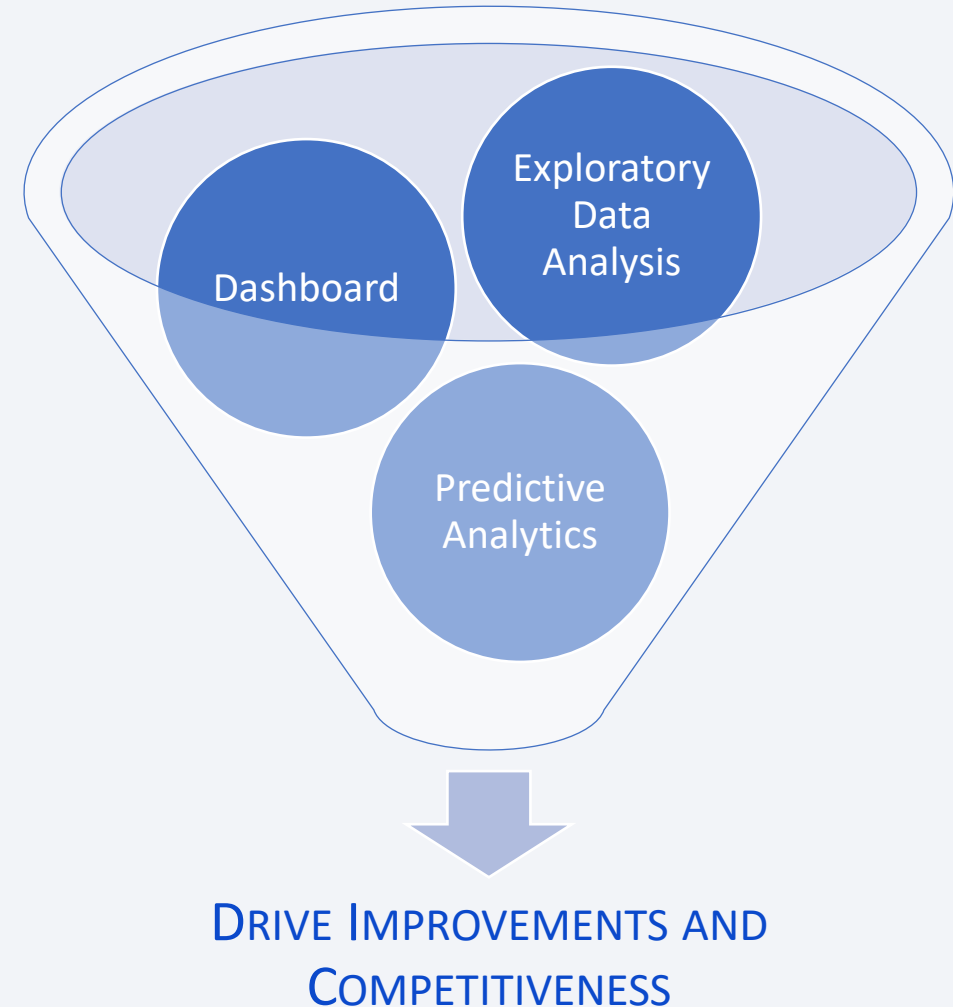 Exploratory
Data
Analysis
Dashboard
Predictive
Analytics
DRIVE IMPROVEMENTS AND
COMPETITIVENESS